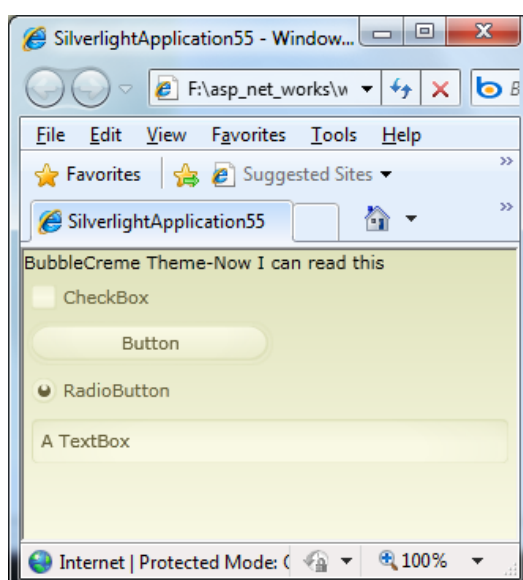 SilverlightApplication55 - Window...
F:\asp_net_works\w
File Edit View Favorites Tools Help
Favorites Suggested Sites
SilverlightApplication55
BubbleCreme Theme-Now I can read this
CheckBox
Button
RadioButton
A TextBox
Internet | Protected Mode: 100%